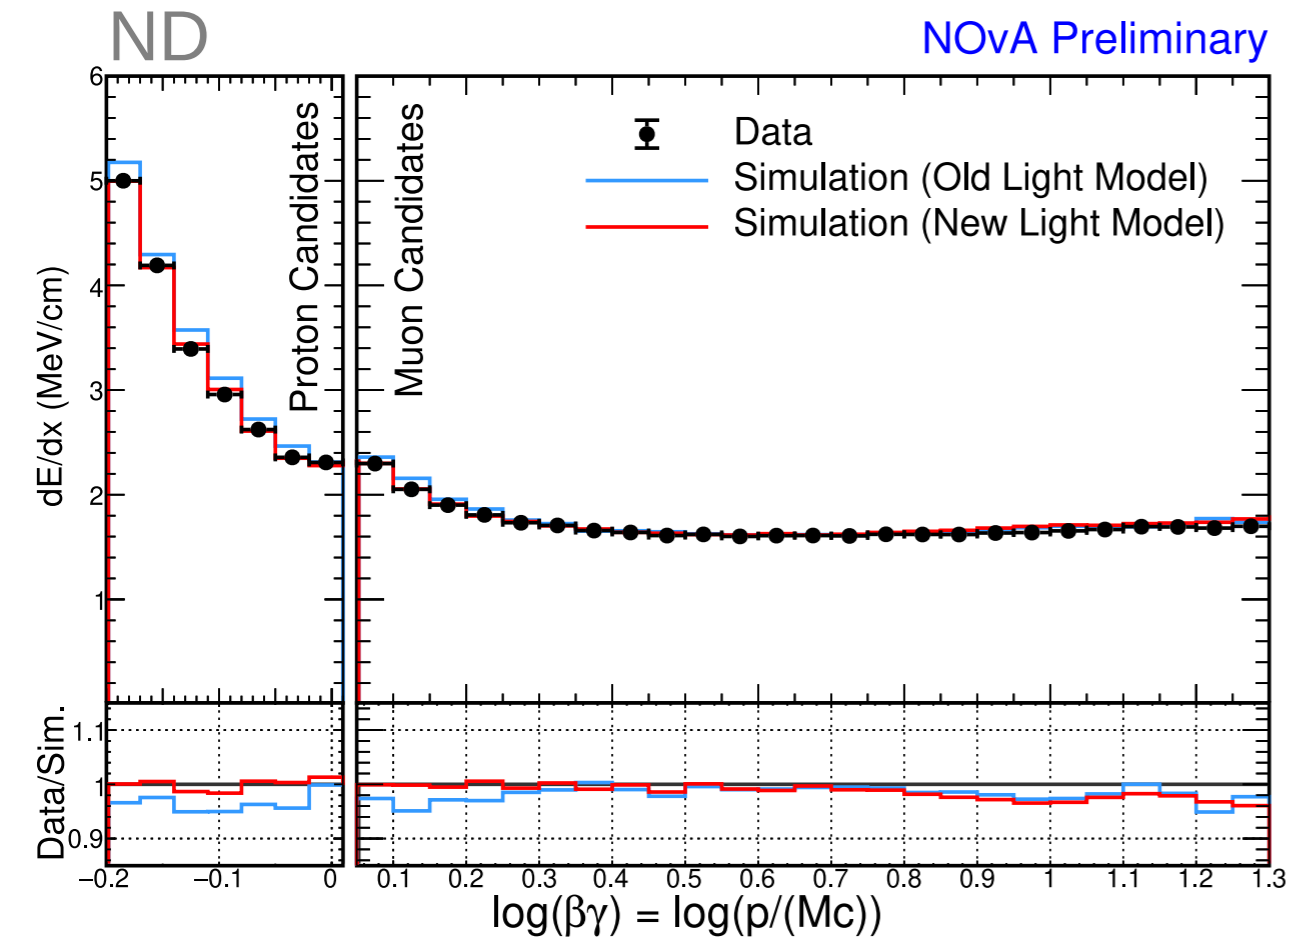 ND
NOvA Preliminary
dE/dx (MeV/cm)
6
5
4
3
2
1
Proton Candidates
Muon Candidates
Data
Simulation (Old Light Model)
Simulation (New Light Model)
Data/Sim.
1.1
1
0.9
−0.2 −0.1 0 0.1 0.2 0.3 0.4 0.5 0.6 0.7 0.8 0.9 1 1.1 1.2 1.3
log(βγ) = log(p/(Mc))